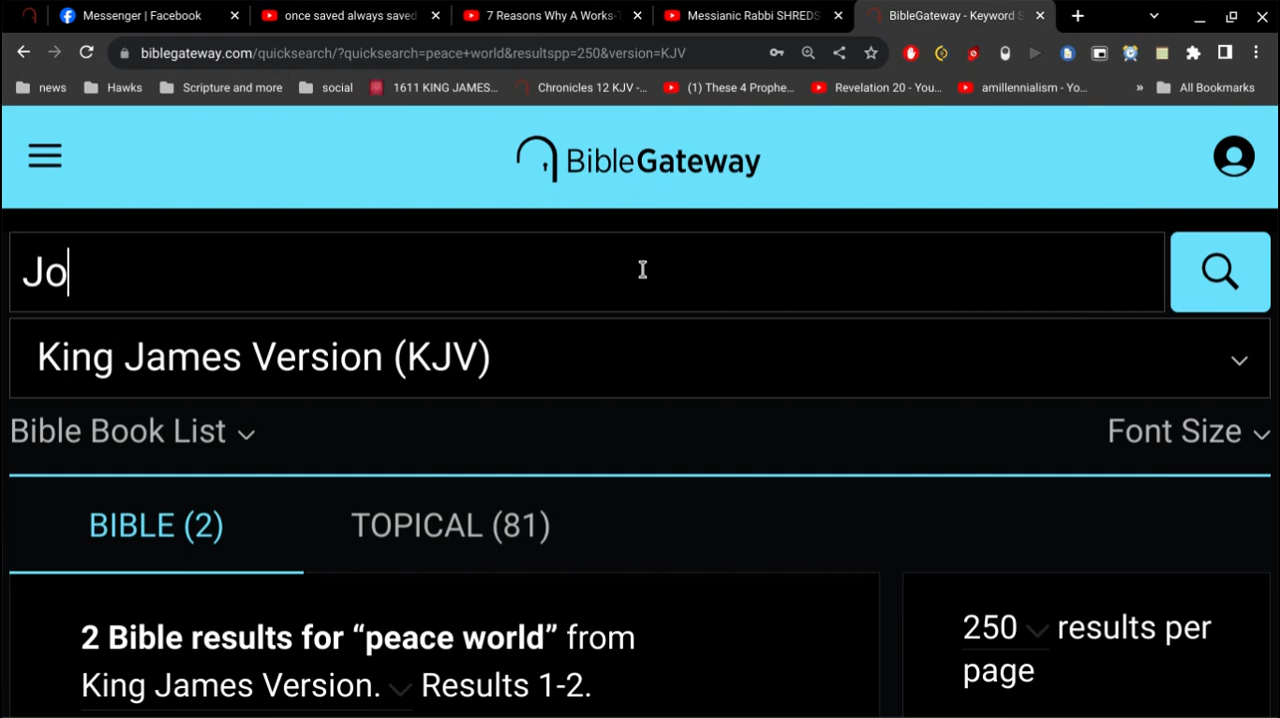 Messenger | Facebook
once saved always saved
7 Reasons Why A Works-
Messianic Rabbi SHREDS
BibleGateway - Keyword S
biblegateway.com/quicksearch/?quicksearch=peace+world&resultspp=250&version=KJV
news Hawks Scripture and more social 1611 KING JAMES... Chronicles 12 KJV -... (1) These 4 Prophe... Revelation 20 - You... amillennialism - Yo... » All Bookmarks
BibleGateway
Jo
King James Version (KJV)
Bible Book List
Font Size
BIBLE (2)
TOPICAL (81)
2 Bible results for “peace world” from
King James Version. Results 1-2.
250 results per
page